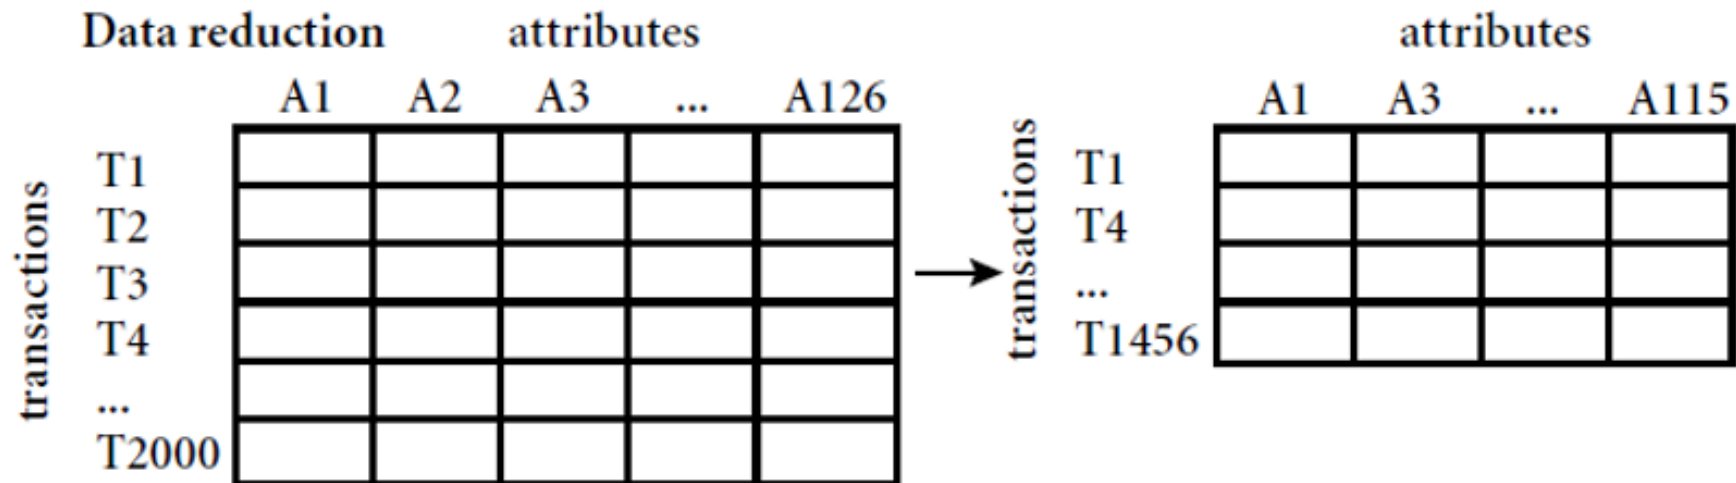 Data reduction attributes
A1 A2 A3 ... A126
transactions
T1
T2
T3
T4
...
T2000
attributes
A1 A3 ... A115
transactions
T1
T4
...
T1456